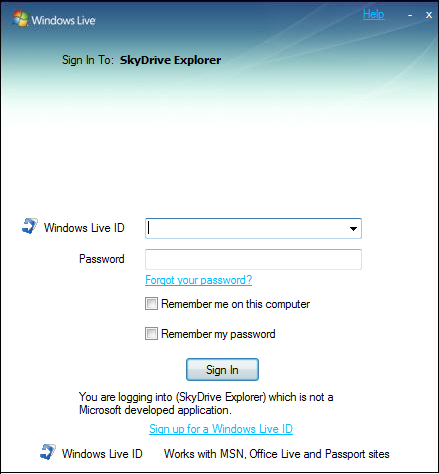 Windows Live
Help - x
Sign In To: SkyDrive Explorer
Windows Live ID
Password
Forgot your password?
Remember me on this computer
Remember my password
Sign In
You are logging into (SkyDrive Explorer) which is not a
Microsoft developed application.
Sign up for a Windows Live ID
Windows Live ID Works with MSN, Office Live and Passport sites